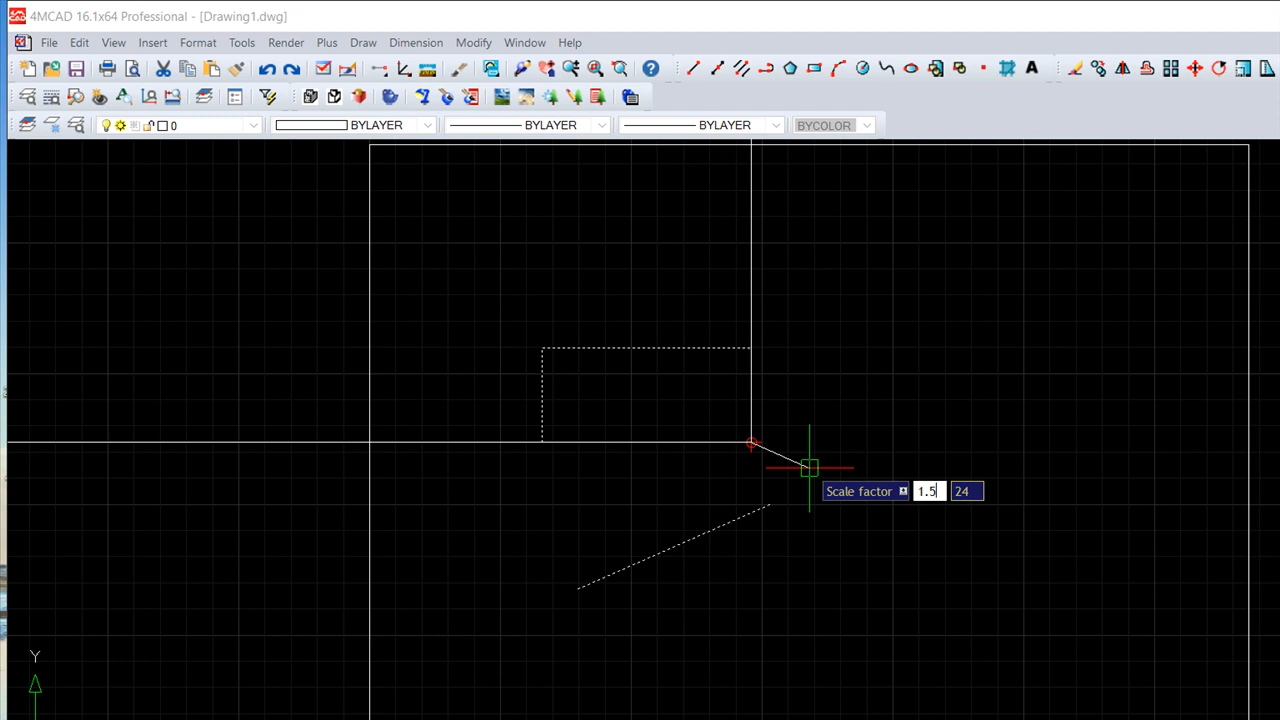 4MCAD 16.1x64 Professional - [Drawing1.dwg]
File Edit View Insert Format Tools Render Plus Draw Dimension Modify Window Help
0 BYLAYER BYLAYER BYLAYER BYCOLOR
Scale factor 1.5 24
Y